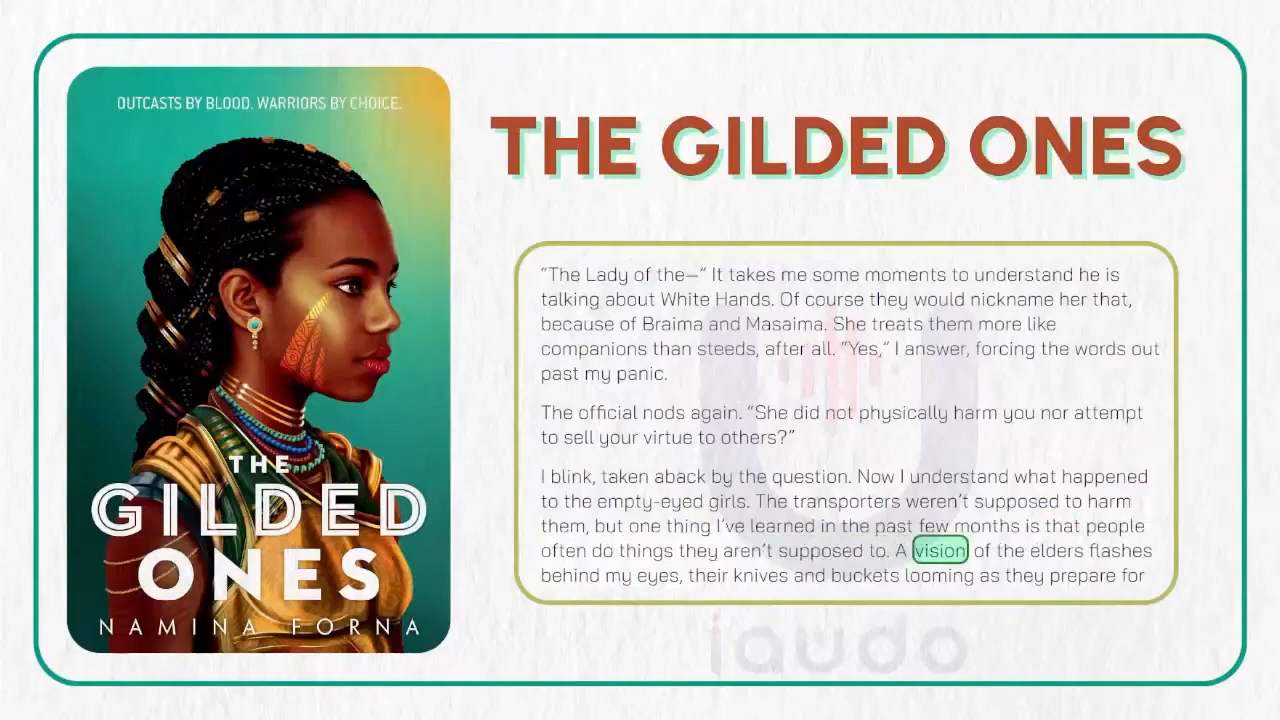 OUTCASTS BY BLOOD. WARRIORS BY CHOICE.
THE
GILDED
ONES
NAMINA FORNA
THE GILDED ONES
“The Lady of the—” It takes me some moments to understand he is
talking about White Hands. Of course they would nickname her that,
because of Braima and Masaima. She treats them more like
companions than steeds, after all. “Yes,” I answer, forcing the words out
past my panic.
The official nods again. “She did not physically harm you nor attempt
to sell your virtue to others?”
I blink, taken aback by the question. Now I understand what happened
to the empty-eyed girls. The transporters weren’t supposed to harm
them, but one thing I’ve learned in the past few months is that people
often do things they aren’t supposed to. A vision of the elders flashes
behind my eyes, their knives and buckets looming as they prepare for
iaudo